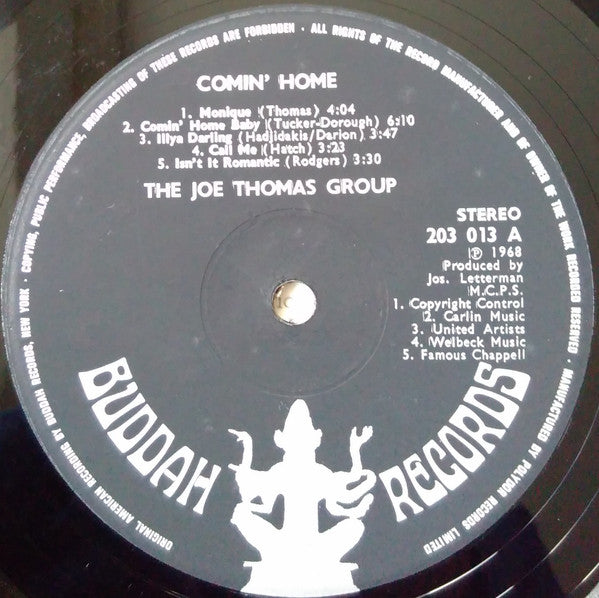 ORIGINAL AMERICAN RECORDING BY BUDDAH RECORDS, NEW YORK · COPYING, PUBLIC PERFORMANCE, BROADCASTING OF THESE RECORDS ARE FORBIDDEN · ALL RIGHTS OF THE RECORD MANUFACTURER AND OF OWNER OF THE WORK RECORDED RESERVED · MANUFACTURED BY POLYDOR RECORDS LIMITED
COMIN' HOME
1. Monique (Thomas) 4:04
2. Comin' Home Baby (Tucker-Dorough) 6:10
3. Illya Darling (Hadjidakis/Darion) 3:47
4. Call Me (Hatch) 3:23
5. Isn't It Romantic (Rodgers) 3:30
THE JOE THOMAS GROUP
STEREO
203 013 A
Ⓟ 1968
Produced by
Jos. Letterman
M.C.P.S.
1. Copyright Control
2. Carlin Music
3. United Artists
4. Welbeck Music
5. Famous Chappell
BUDDAH RECORDS